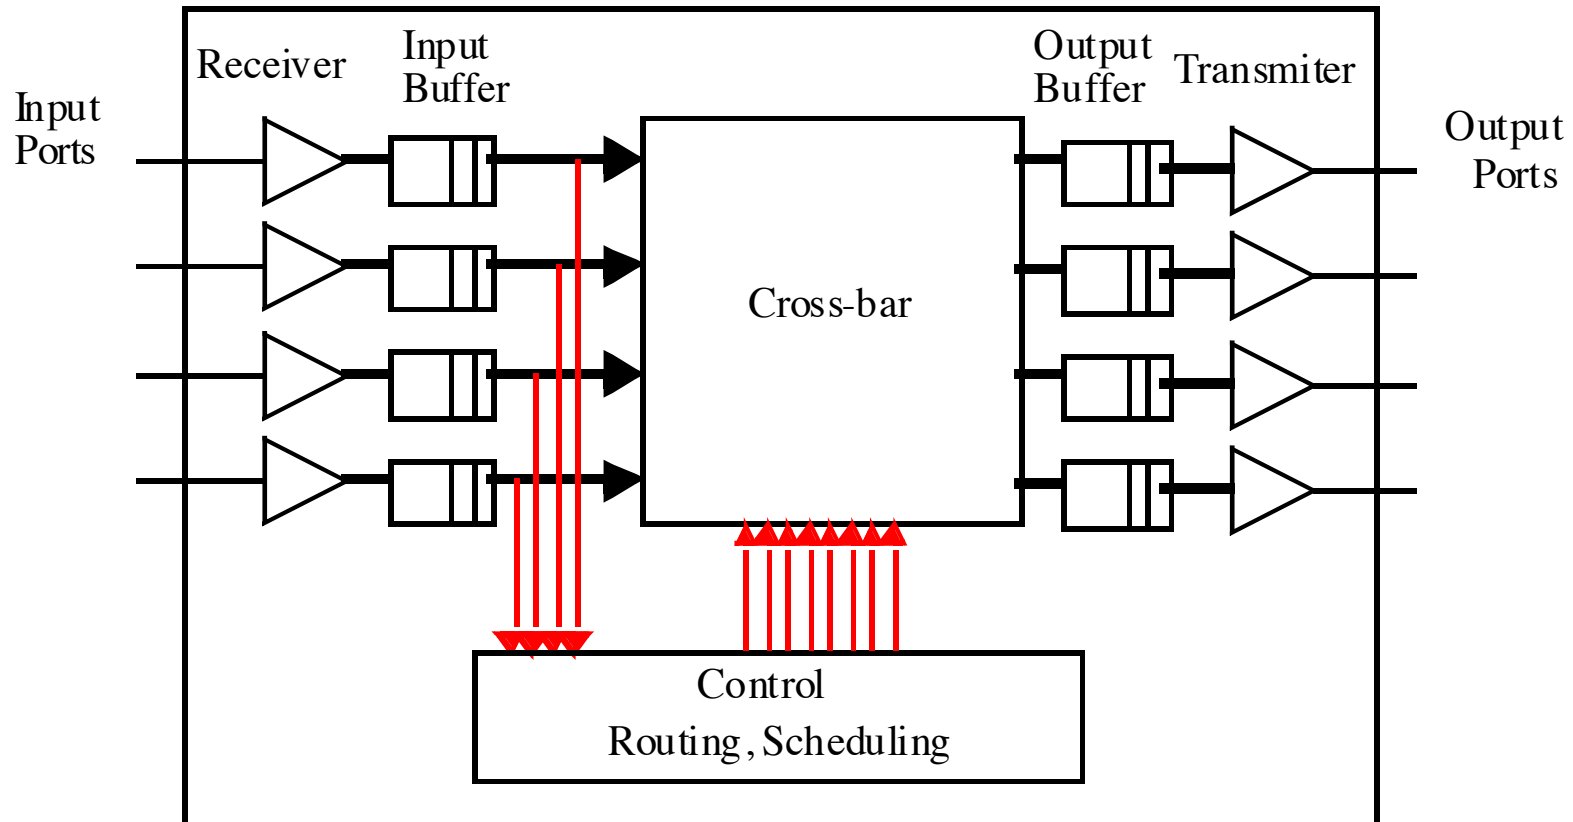 Input
Ports
Receiver
Input
Buffer
Output
Buffer
Transmiter
Output
Ports
Cross-bar
Control
Routing, Scheduling